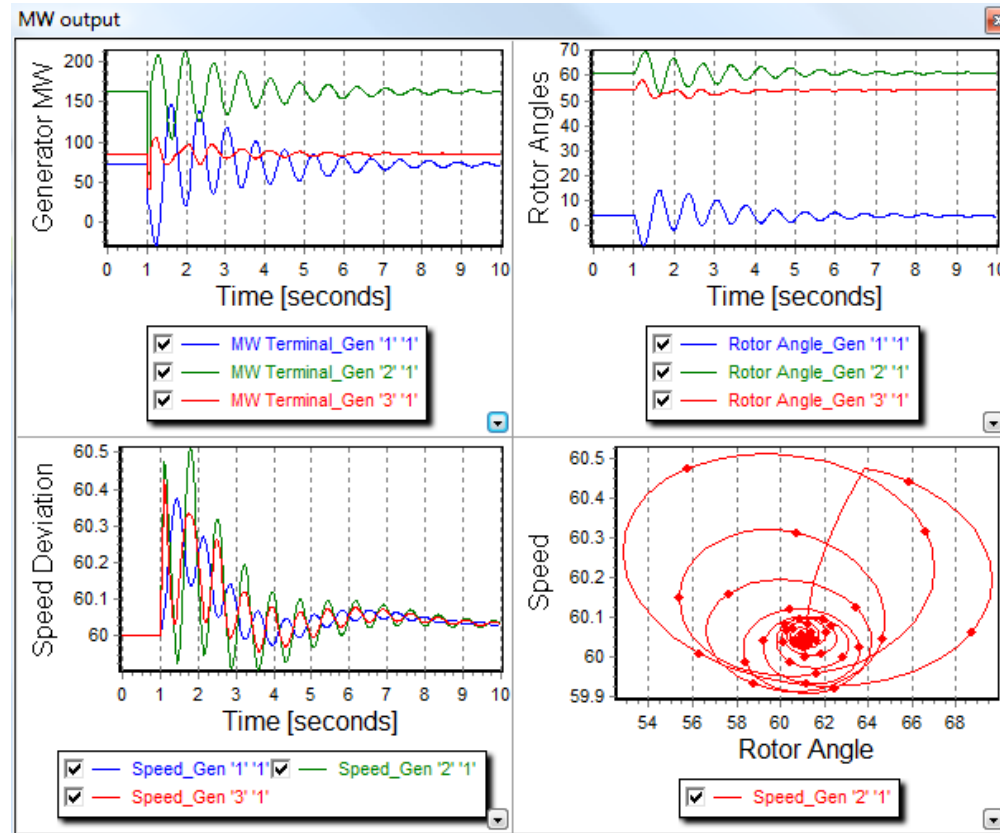 MW output
Generator MW
200
150
100
50
0
0 1 2 3 4 5 6 7 8 9 10
Time [seconds]
MW Terminal_Gen '1' '1'
MW Terminal_Gen '2' '1'
MW Terminal_Gen '3' '1'
Rotor Angles
70
60
50
40
30
20
10
0
0 1 2 3 4 5 6 7 8 9 10
Time [seconds]
Rotor Angle_Gen '1' '1'
Rotor Angle_Gen '2' '1'
Rotor Angle_Gen '3' '1'
Speed Deviation
60.5
60.4
60.3
60.2
60.1
60
0 1 2 3 4 5 6 7 8 9 10
Time [seconds]
Speed_Gen '1' '1' Speed_Gen '2' '1'
Speed_Gen '3' '1'
Speed
60.5
60.4
60.3
60.2
60.1
60
59.9
54 56 58 60 62 64 66 68
Rotor Angle
Speed_Gen '2' '1'